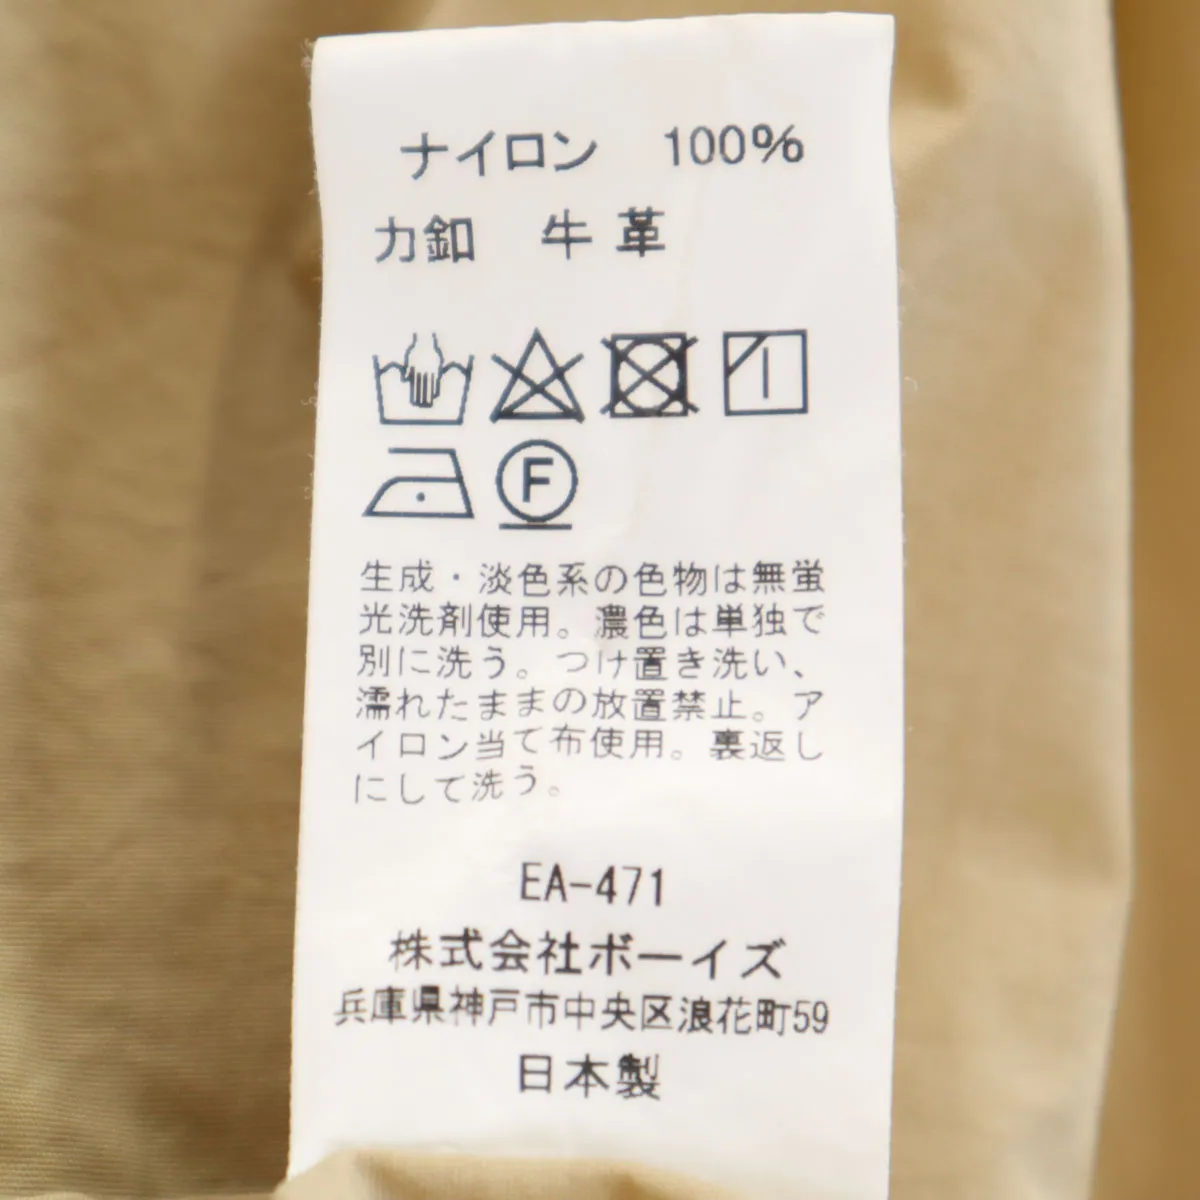 ナイロン 100%
力釦 牛革
F
生成・淡色系の色物は無蛍
光洗剤使用。濃色は単独で
別に洗う。つけ置き洗い、
濡れたままの放置禁止。ア
イロン当て布使用。裏返し
にして洗う。
EA-471
株式会社ボーイズ
兵庫県神戸市中央区浪花町59
日本製